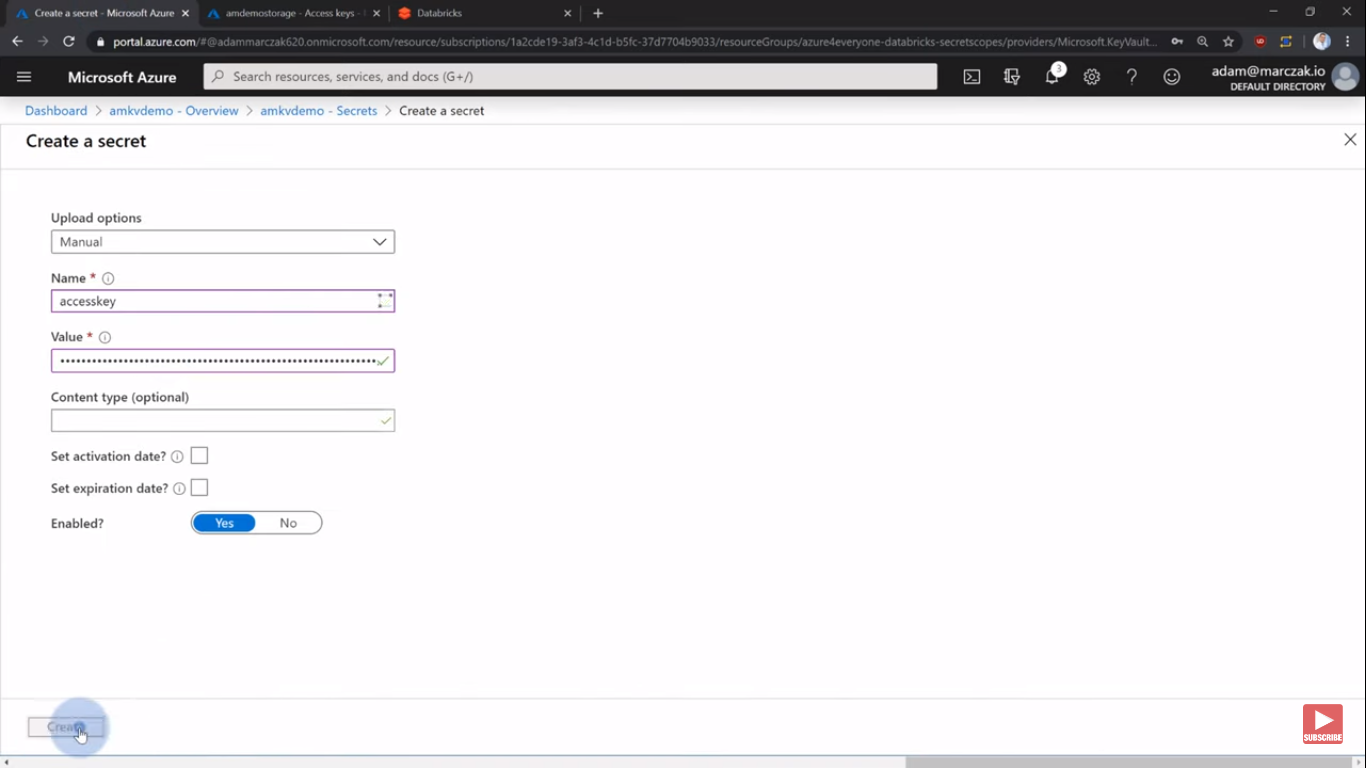 Create a secret - Microsoft Azure
amdemostorage - Access keys -
Databricks
portal.azure.com/#@adammarczak620.onmicrosoft.com/resource/subscriptions/1a2cde19-3af3-4c1d-b5fc-37d7704b9033/resourceGroups/azure4everyone-databricks-secretscopes/providers/Microsoft.KeyVault...
Microsoft Azure
Search resources, services, and docs (G+/)
3
adam@marczak.io
DEFAULT DIRECTORY
Dashboard > amkvdemo - Overview > amkvdemo - Secrets > Create a secret
Create a secret
Upload options
Manual
Name *
accesskey
Value *
Content type (optional)
Set activation date?
Set expiration date?
Enabled? Yes No
Create
SUBSCRIBE